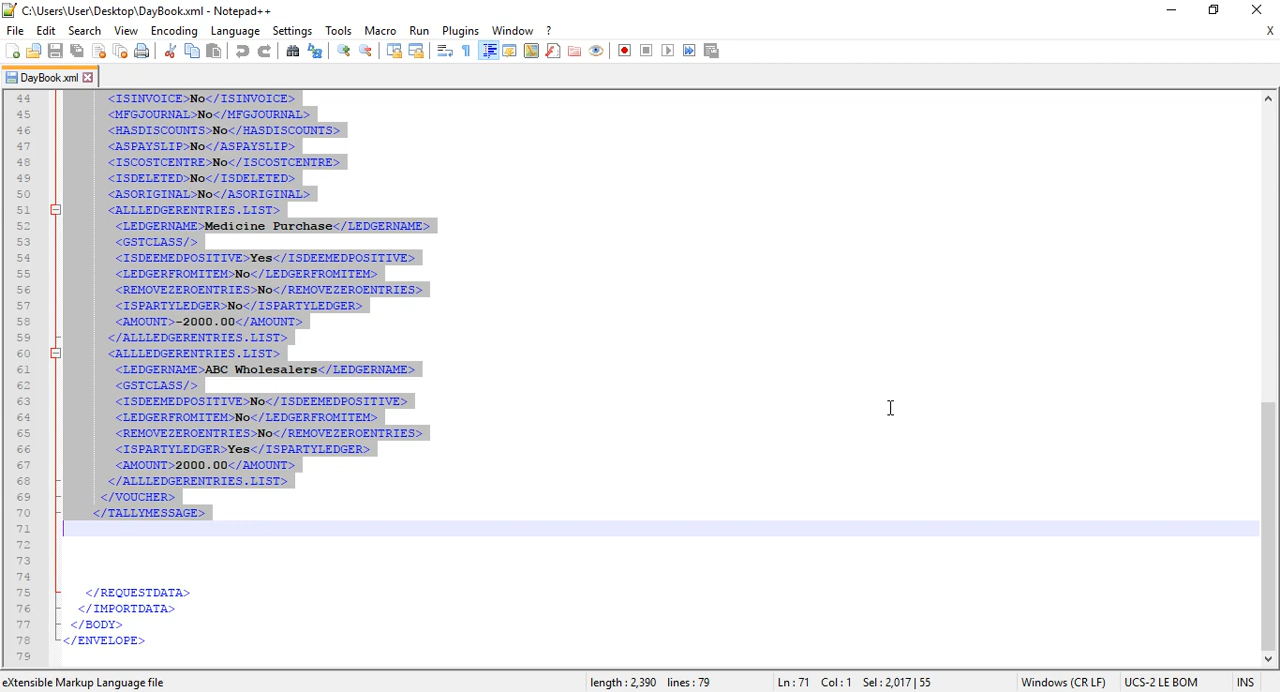 C:\Users\User\Desktop\DayBook.xml - Notepad++
File Edit Search View Encoding Language Settings Tools Macro Run Plugins Window ? X
DayBook.xml
44 <ISINVOICE>No</ISINVOICE>
45 <MFGJOURNAL>No</MFGJOURNAL>
46 <HASDISCOUNTS>No</HASDISCOUNTS>
47 <ASPAYSLIP>No</ASPAYSLIP>
48 <ISCOSTCENTRE>No</ISCOSTCENTRE>
49 <ISDELETED>No</ISDELETED>
50 <ASORIGINAL>No</ASORIGINAL>
51 <ALLLEDGERENTRIES.LIST>
52 <LEDGERNAME>Medicine Purchase</LEDGERNAME>
53 <GSTCLASS/>
54 <ISDEEMEDPOSITIVE>Yes</ISDEEMEDPOSITIVE>
55 <LEDGERFROMITEM>No</LEDGERFROMITEM>
56 <REMOVEZEROENTRIES>No</REMOVEZEROENTRIES>
57 <ISPARTYLEDGER>No</ISPARTYLEDGER>
58 <AMOUNT>-2000.00</AMOUNT>
59 </ALLLEDGERENTRIES.LIST>
60 <ALLLEDGERENTRIES.LIST>
61 <LEDGERNAME>ABC Wholesalers</LEDGERNAME>
62 <GSTCLASS/>
63 <ISDEEMEDPOSITIVE>No</ISDEEMEDPOSITIVE>
64 <LEDGERFROMITEM>No</LEDGERFROMITEM>
65 <REMOVEZEROENTRIES>No</REMOVEZEROENTRIES>
66 <ISPARTYLEDGER>Yes</ISPARTYLEDGER>
67 <AMOUNT>2000.00</AMOUNT>
68 </ALLLEDGERENTRIES.LIST>
69 </VOUCHER>
70 </TALLYMESSAGE>
71
72
73
74
75 </REQUESTDATA>
76 </IMPORTDATA>
77 </BODY>
78 </ENVELOPE>
79
eXtensible Markup Language file length : 2,390 lines : 79 Ln : 71 Col : 1 Sel : 2,017 | 55 Windows (CR LF) UCS-2 LE BOM INS